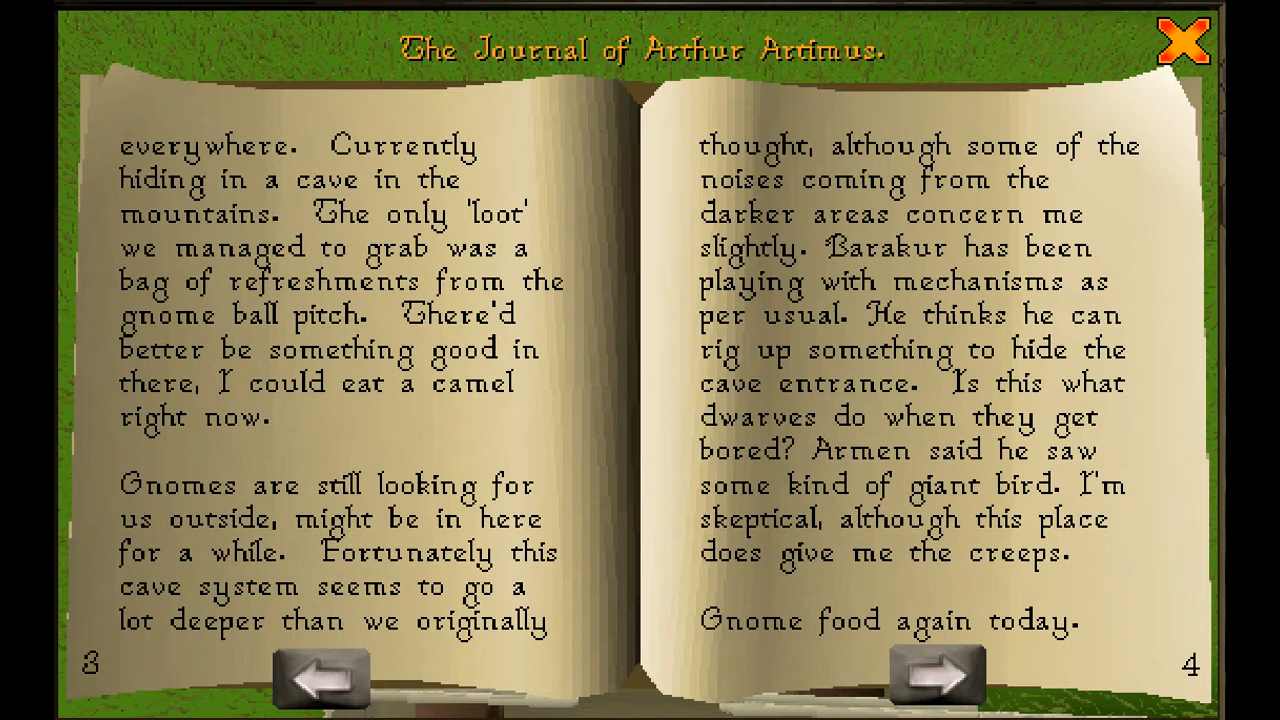 The Journal of Arthur Artimus.
everywhere.  Currently
hiding in a cave in the
mountains.  The only 'loot'
we managed to grab was a
bag of refreshments from the
gnome ball pitch.  There'd
better be something good in
there, I could eat a camel
right now.
Gnomes are still looking for
us outside, might be in here
for a while.  Fortunately this
cave system seems to go a
lot deeper than we originally
3
thought, although some of the
noises coming from the
darker areas concern me
slightly. Barakur has been
playing with mechanisms as
per usual. He thinks he can
rig up something to hide the
cave entrance.  Is this what
dwarves do when they get
bored? Armen said he saw
some kind of giant bird. I'm
skeptical, although this place
does give me the creeps.
Gnome food again today.
4